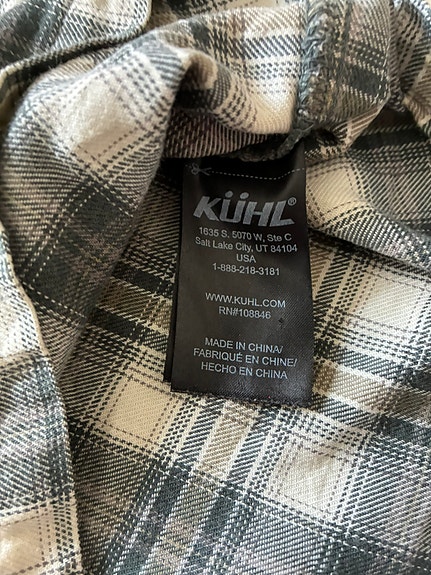 KÜHL®
1635 S. 5070 W, Ste C
Salt Lake City, UT 84104
USA
1-888-218-3181
WWW.KUHL.COM
RN#108846
MADE IN CHINA/
FABRIQUÉ EN CHINE/
HECHO EN CHINA